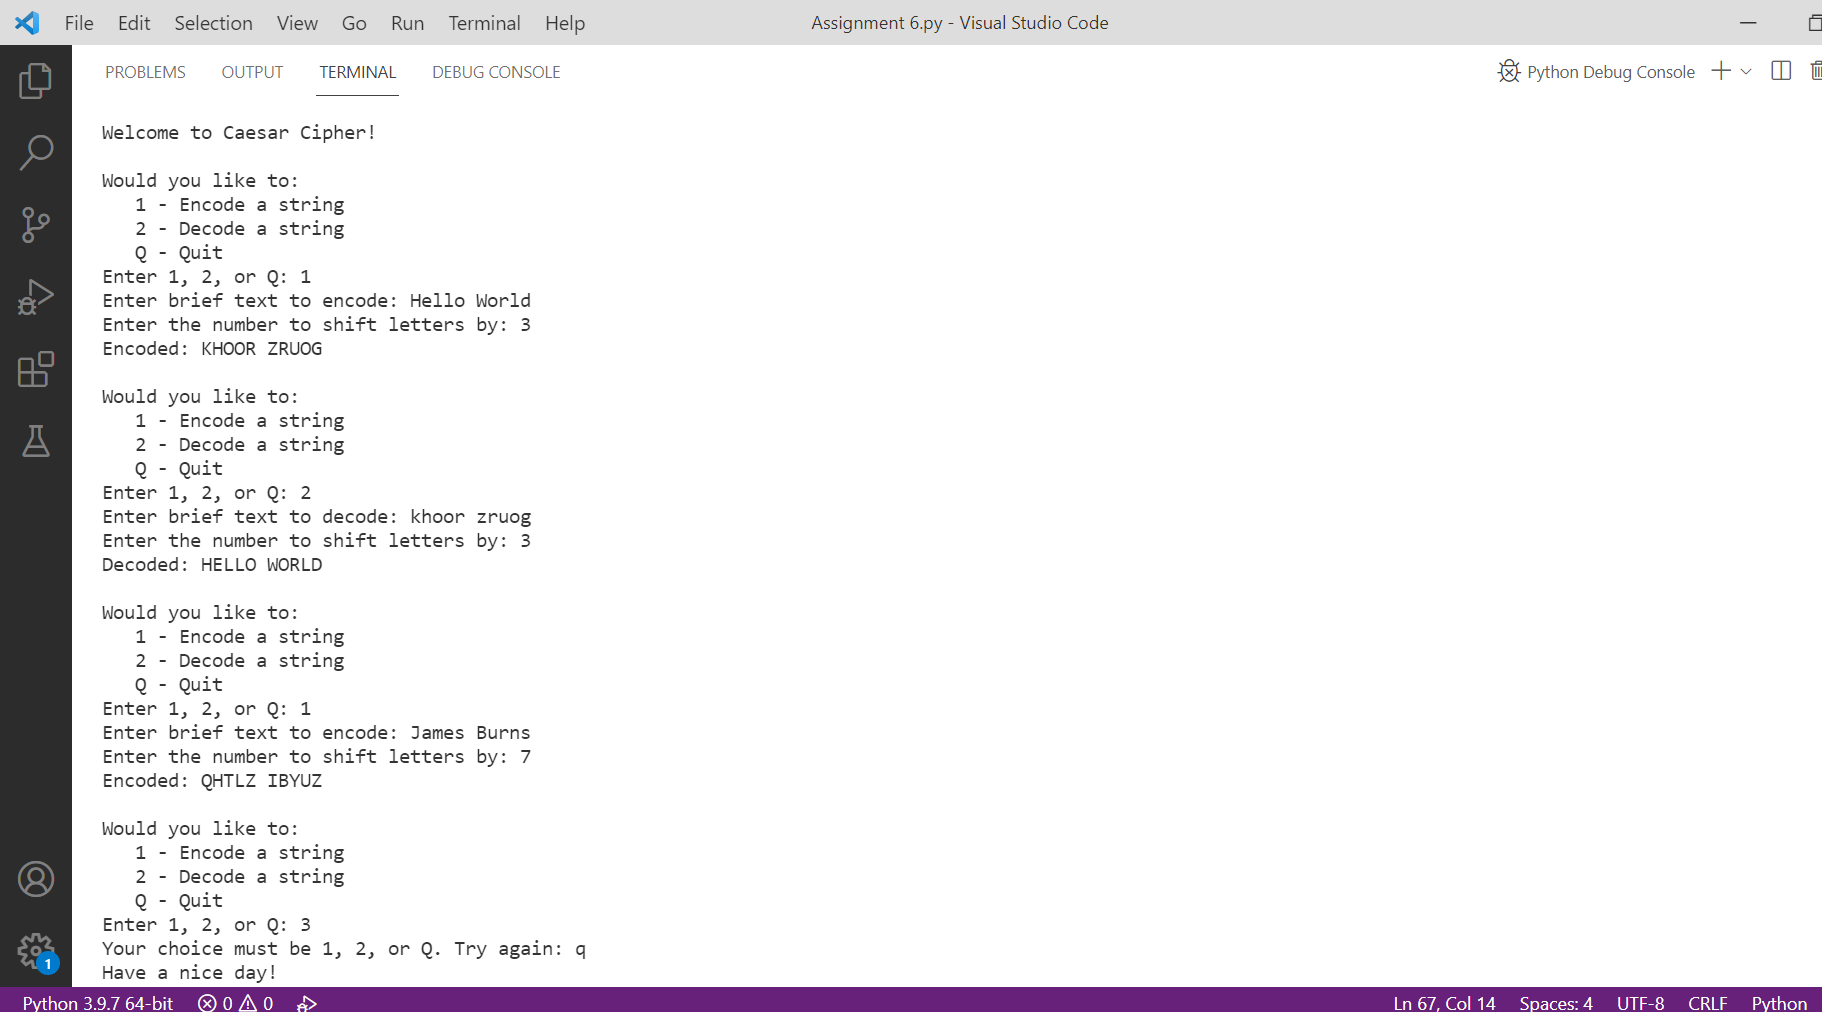 File Edit Selection View Go Run Terminal Help Assignment 6.py - Visual Studio Code
PROBLEMS OUTPUT TERMINAL DEBUG CONSOLE Python Debug Console
Welcome to Caesar Cipher!
Would you like to:
1 - Encode a string
2 - Decode a string
Q - Quit
Enter 1, 2, or Q: 1
Enter brief text to encode: Hello World
Enter the number to shift letters by: 3
Encoded: KHOOR ZRUOG
Would you like to:
1 - Encode a string
2 - Decode a string
Q - Quit
Enter 1, 2, or Q: 2
Enter brief text to decode: khoor zruog
Enter the number to shift letters by: 3
Decoded: HELLO WORLD
Would you like to:
1 - Encode a string
2 - Decode a string
Q - Quit
Enter 1, 2, or Q: 1
Enter brief text to encode: James Burns
Enter the number to shift letters by: 7
Encoded: QHTLZ IBYUZ
Would you like to:
1 - Encode a string
2 - Decode a string
Q - Quit
Enter 1, 2, or Q: 3
Your choice must be 1, 2, or Q. Try again: q
Have a nice day!
1
Python 3.9.7 64-bit 0 0 Ln 67, Col 14 Spaces: 4 UTF-8 CRLF Python